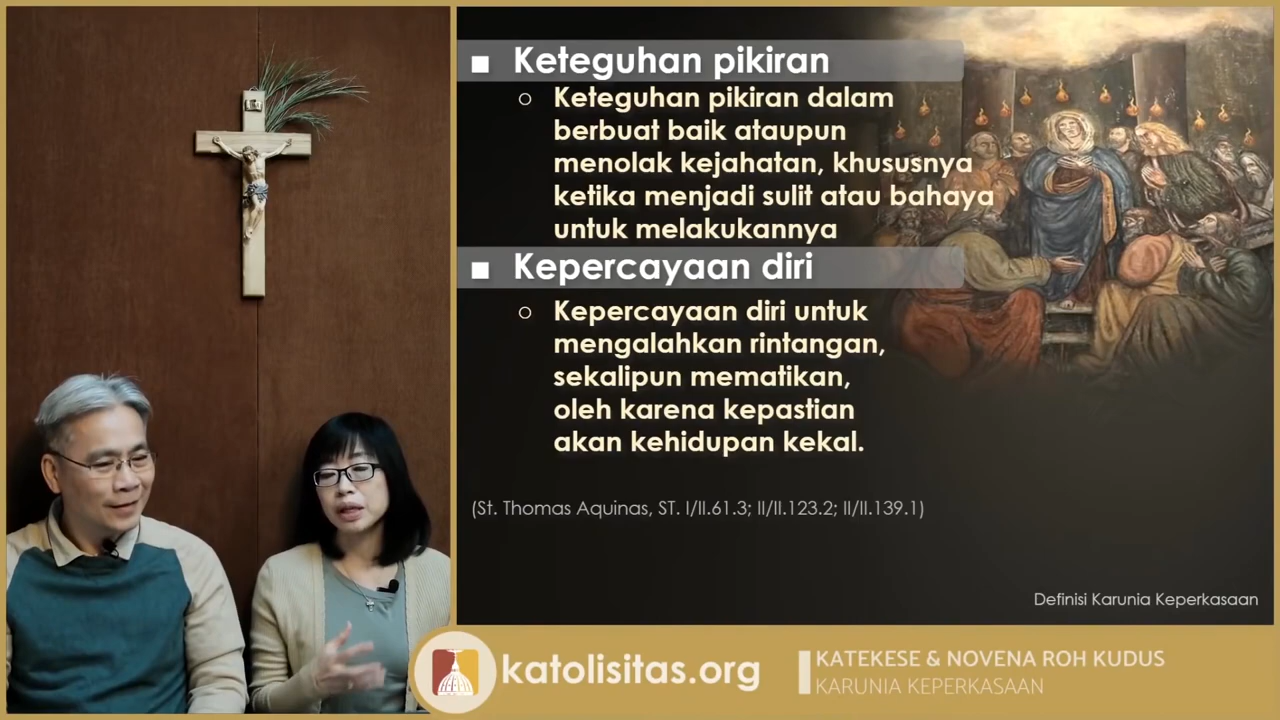 ■ Keteguhan pikiran
○ Keteguhan pikiran dalam
berbuat baik ataupun
menolak kejahatan, khususnya
ketika menjadi sulit atau bahaya
untuk melakukannya
■ Kepercayaan diri
○ Kepercayaan diri untuk
mengalahkan rintangan,
sekalipun mematikan,
oleh karena kepastian
akan kehidupan kekal.
(St. Thomas Aquinas, ST. I/II.61.3; II/II.123.2; II/II.139.1)
Definisi Karunia Keperkasaan
katolisitas.org
KATEKESE & NOVENA ROH KUDUS
KARUNIA KEPERKASAAN